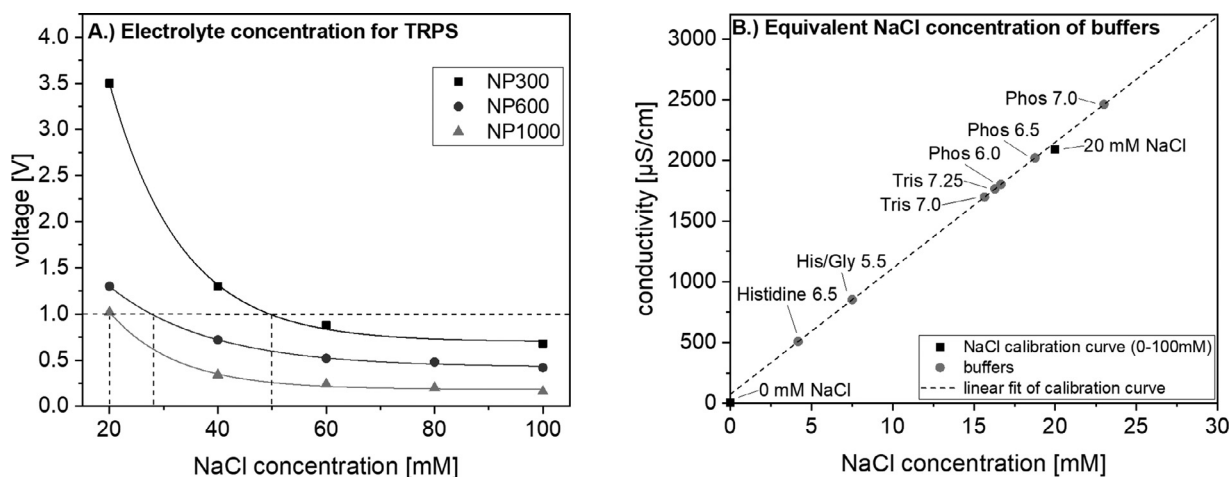 A.) Electrolyte concentration for TRPS
4.0
3.5
3.0
2.5
2.0
1.5
1.0
0.5
0.0
voltage [V]
NP300
NP600
NP1000
20
40
60
80
100
NaCl concentration [mM]
B.) Equivalent NaCl concentration of buffers
3000
2500
2000
1500
1000
500
0
conductivity [µS/cm]
Phos 7.0
Phos 6.5
20 mM NaCl
Phos 6.0
Tris 7.25
Tris 7.0
His/Gly 5.5
Histidine 6.5
0 mM NaCl
NaCl calibration curve (0-100mM)
buffers
linear fit of calibration curve
0
5
10
15
20
25
30
NaCl concentration [mM]